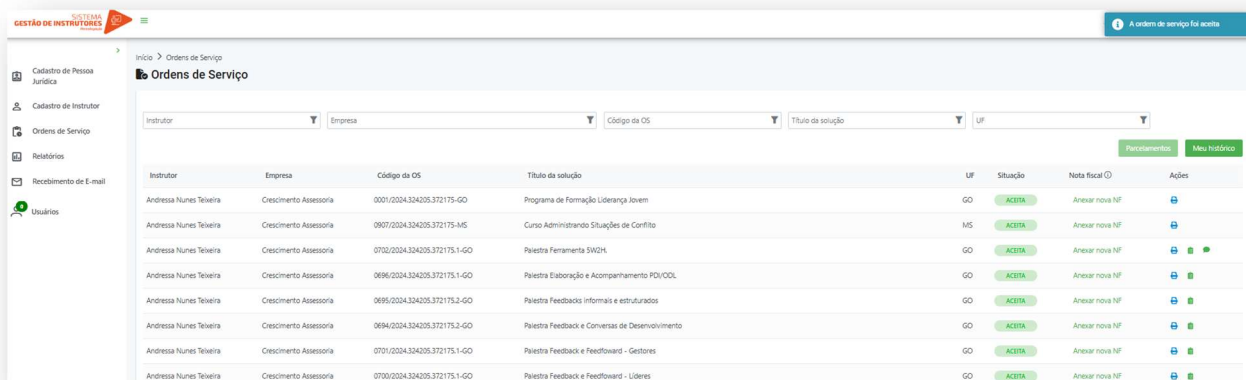 SISTEMA
GESTÃO DE INSTRUTORES
A ordem de serviço foi aceita
Início > Ordens de Serviço
Ordens de Serviço
Cadastro de Pessoa
Jurídica
Cadastro de Instrutor
Ordens de Serviço
Relatórios
Recebimento de E-mail
0
Usuários
Instrutor Empresa Código da OS Título da solução UF
Parcelamentos Meu histórico
Instrutor Empresa Código da OS Título da solução UF Situação Nota fiscal Ações
Andressa Nunes Teixeira Crescimento Assessoria 0001/2024.324205.372175-GO Programa de Formação Liderança Jovem GO ACEITA Anexar nova NF
Andressa Nunes Teixeira Crescimento Assessoria 0907/2024.324205.372175-MS Curso Administrando Situações de Conflito MS ACEITA Anexar nova NF
Andressa Nunes Teixeira Crescimento Assessoria 0702/2024.324205.372175.1-GO Palestra Ferramenta 5W2H. GO ACEITA Anexar nova NF
Andressa Nunes Teixeira Crescimento Assessoria 0696/2024.324205.372175.1-GO Palestra Elaboração e Acompanhamento PDI/ODL GO ACEITA Anexar nova NF
Andressa Nunes Teixeira Crescimento Assessoria 0695/2024.324205.372175.2-GO Palestra Feedbacks informais e estruturados GO ACEITA Anexar nova NF
Andressa Nunes Teixeira Crescimento Assessoria 0694/2024.324205.372175.2-GO Palestra Feedback e Conversas de Desenvolvimento GO ACEITA Anexar nova NF
Andressa Nunes Teixeira Crescimento Assessoria 0701/2024.324205.372175.1-GO Palestra Feedback e Feedfoward - Gestores GO ACEITA Anexar nova NF
Andressa Nunes Teixeira Crescimento Assessoria 0700/2024.324205.372175.1-GO Palestra Feedback e Feedfoward - Líderes GO ACEITA Anexar nova NF